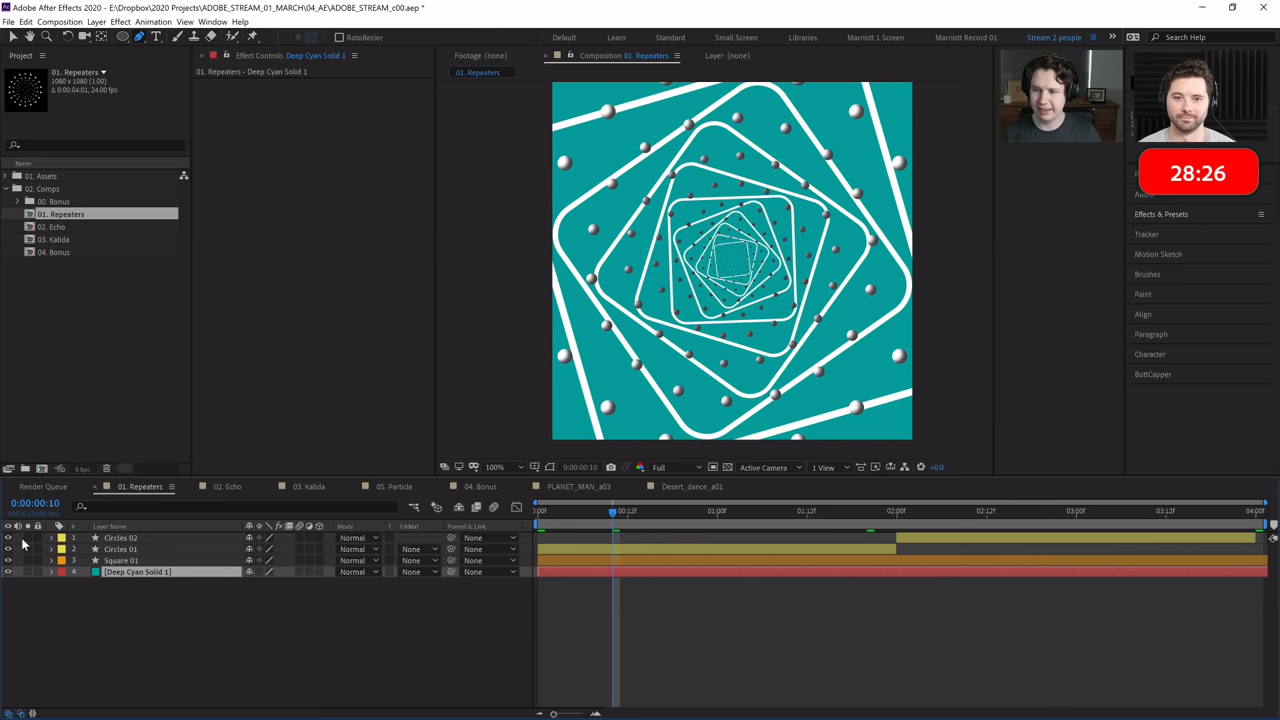 Adobe After Effects 2020 - E:\Dropbox\2020 Projects\ADOBE_STREAM_01_MARCH\04_AE\ADOBE_STREAM_c00.aep *
File Edit Composition Layer Effect Animation View Window Help
RotoBezier
Default Learn Standard Small Screen Libraries Marriott 1 Screen Marriott Record 01 Stream 2 people Search Help
Project Effect Controls Deep Cyan Solid 1 Footage (none) Composition 01. Repeaters Layer (none)
01. Repeaters
1080 x 1080 (1.00)
Δ 0:00:04:01, 24.00 fps
01. Repeaters • Deep Cyan Solid 1
01. Repeaters
Name
01. Assets
02. Comps
00. Bonus
01. Repeaters
02. Echo
03. Kalida
04. Bonus
28:26
Effects & Presets
Tracker
Motion Sketch
Brushes
Paint
Align
Paragraph
Character
ButtCapper
8 bpc
100% 0:00:00:10 Full Active Camera 1 View +0.0
Render Queue 01. Repeaters 02. Echo 03. Kalida 05. Particle 04. Bonus PLANET_MAN_a03 Desert_dance_a01
0:00:00:10
:00f 00:12f 01:00f 01:12f 02:00f 02:12f 03:00f 03:12f 04:00f
# Layer Name Mode T TrkMat Parent & Link
1 Circles 02 Normal None
2 Circles 01 Normal None None
3 Square 01 Normal None None
4 [Deep Cyan Solid 1] Normal None None